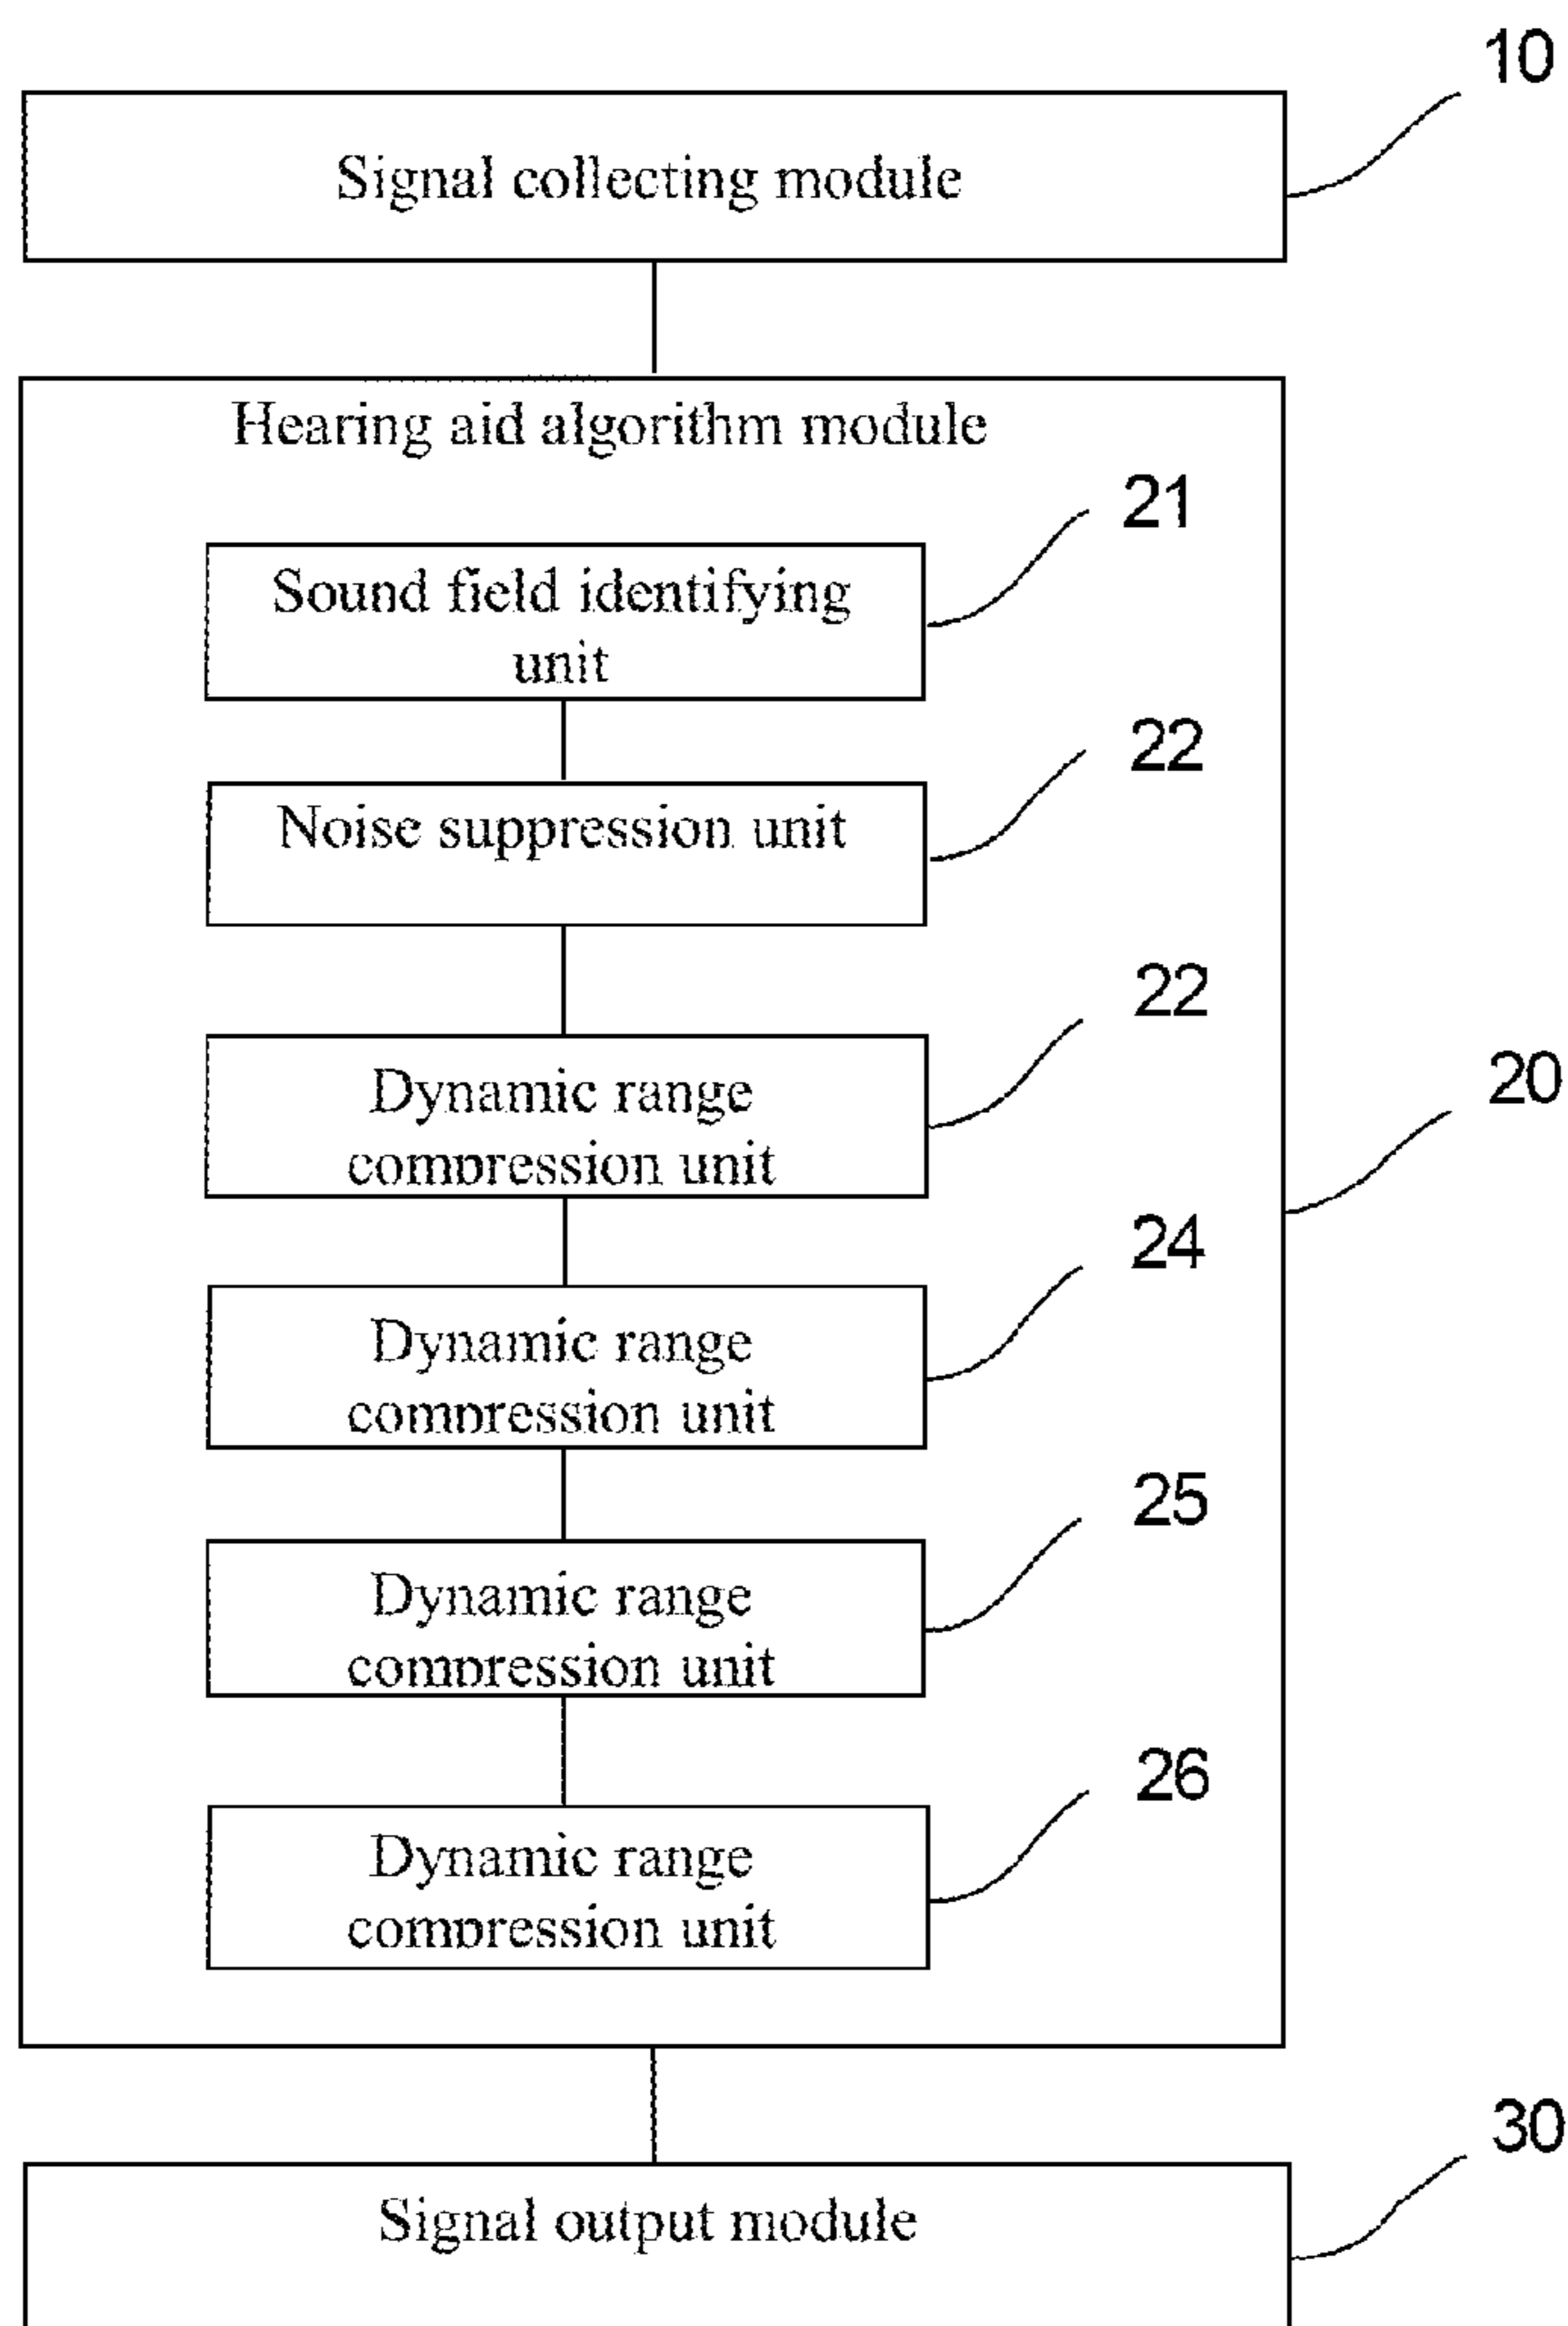 10
Signal collecting module
Hearing aid algorithm module
21
Sound field identifying
unit
22
Noise suppression unit
22
Dynamic range
compression unit
20
24
Dynamic range
compression unit
25
Dynamic range
compression unit
26
Dynamic range
compression unit
30
Signal output module